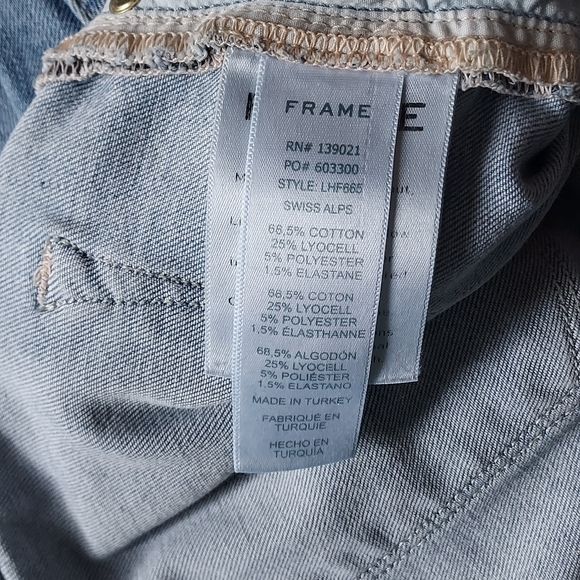 FRAME
RN# 139021
PO# 603300
STYLE: LHF665
SWISS ALPS
68,5% COTTON
25% LYOCELL
5% POLYESTER
1.5% ELASTANE
68,5% COTON
25% LYOCELL
5% POLYESTER
1.5% ÉLASTHANNE
68,5% ALGODÓN
25% LYOCELL
5% POLIÉSTER
1.5% ELASTANO
MADE IN TURKEY
FABRIQUÉ EN
TURQUIE
HECHO EN
TURQUÍA